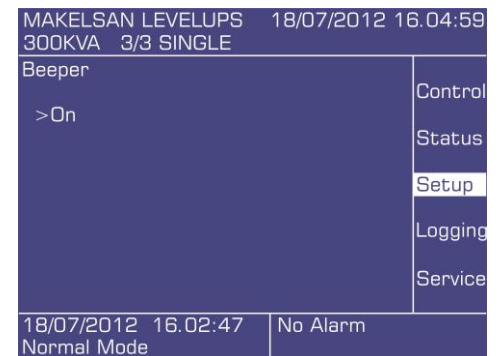 MAKELSAN LEVELUPS 18/07/2012 16.04:59
300KVA 3/3 SINGLE
Beeper
>On
Control
Status
Setup
Logging
Service
18/07/2012 16.02:47 No Alarm
Normal Mode